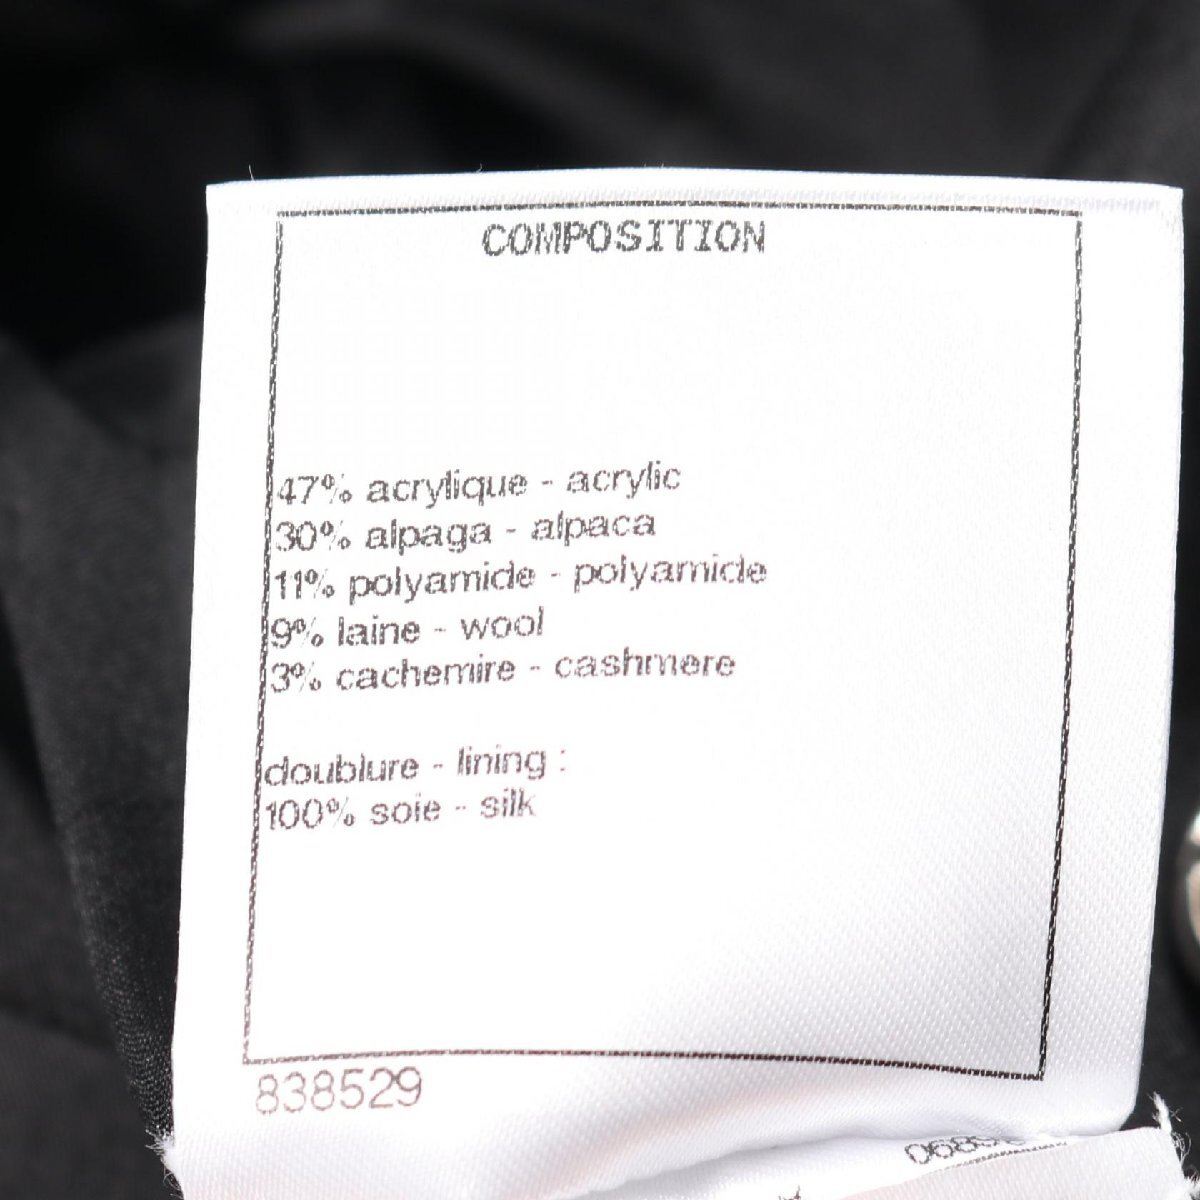 COMPOSITION
47% acrylique - acrylic
30% alpaga - alpaca
11% polyamide - polyamide
9% laine - wool
3% cachemire - cashmere
doublure - lining :
100% soie - silk
838529